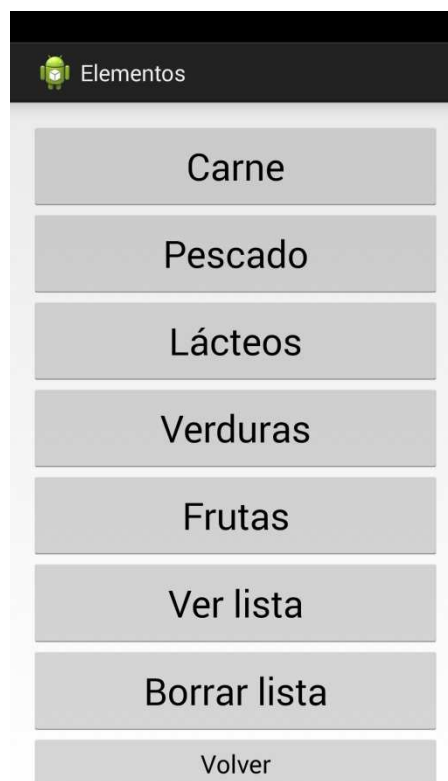 Elementos
Carne
Pescado
Lácteos
Verduras
Frutas
Ver lista
Borrar lista
Volver